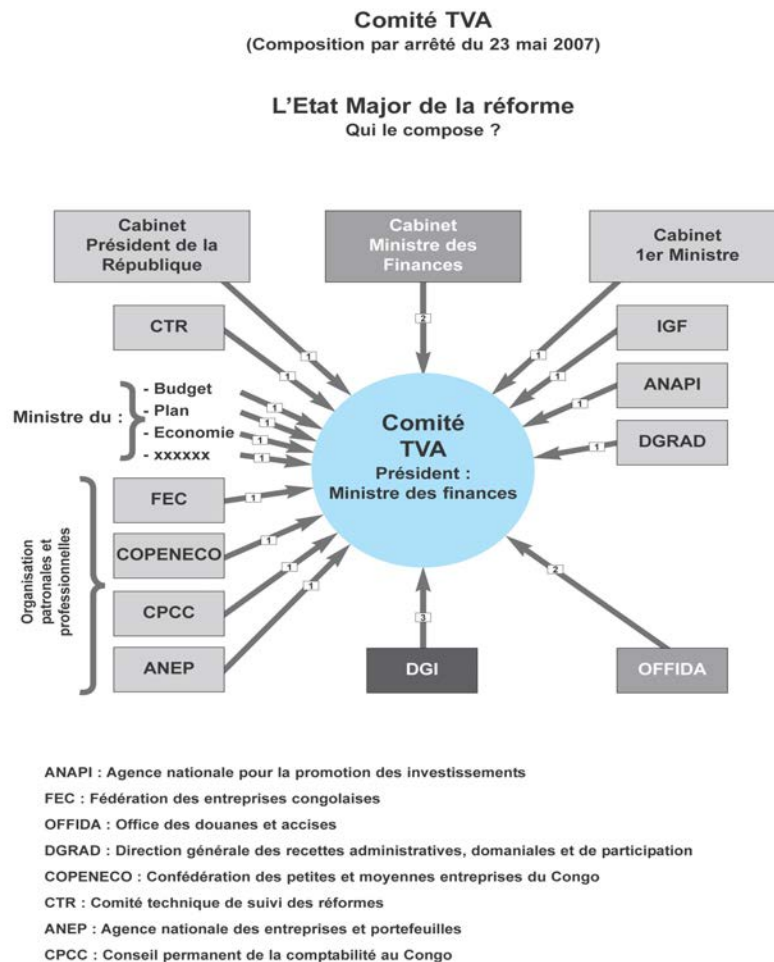 Comité TVA
(Composition par arrêté du 23 mai 2007)
L'Etat Major de la réforme
Qui le compose ?
Cabinet
Président de la
République
Cabinet
Ministre des
Finances
Cabinet
1er Ministre
CTR
IGF
ANAPI
DGRAD
Ministre du :
- Budget
- Plan
- Economie
- xxxxxx
1
1
1
1
1
1
2
1
1
1
1
Comité
TVA
Président :
Ministre des finances
Organisation
patronales et
professionnelles
FEC
COPENECO
CPCC
ANEP
1
1
1
1
3
2
DGI
OFFIDA
ANAPI : Agence nationale pour la promotion des investissements
FEC : Fédération des entreprises congolaises
OFFIDA : Office des douanes et accises
DGRAD : Direction générale des recettes administratives, domaniales et de participation
COPENECO : Confédération des petites et moyennes entreprises du Congo
CTR : Comité technique de suivi des réformes
ANEP : Agence nationale des entreprises et portefeuilles
CPCC : Conseil permanent de la comptabilité au Congo